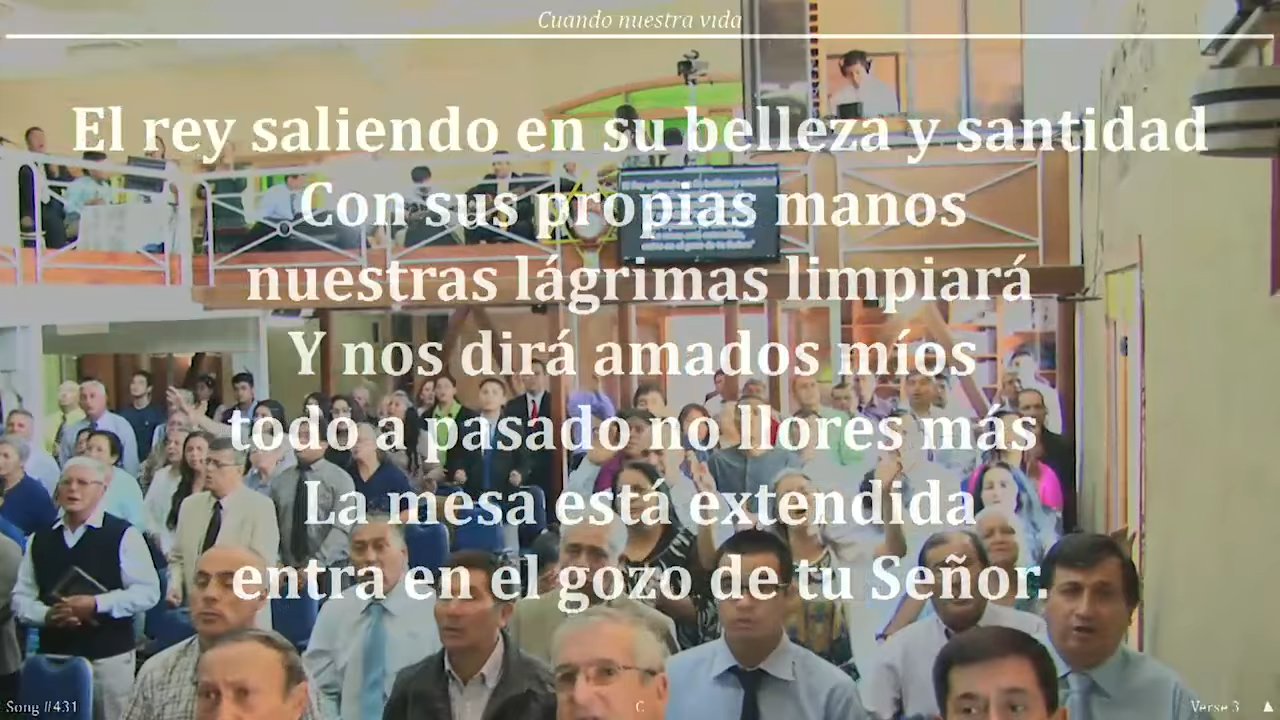 Cuando nuestra vida
El rey saliendo en su belleza y santidad
Con sus propias manos
nuestras lágrimas limpiará
Y nos dirá amados míos
todo a pasado no llores más
La mesa está extendida
entra en el gozo de tu Señor.
Song #431
C
Verse 3